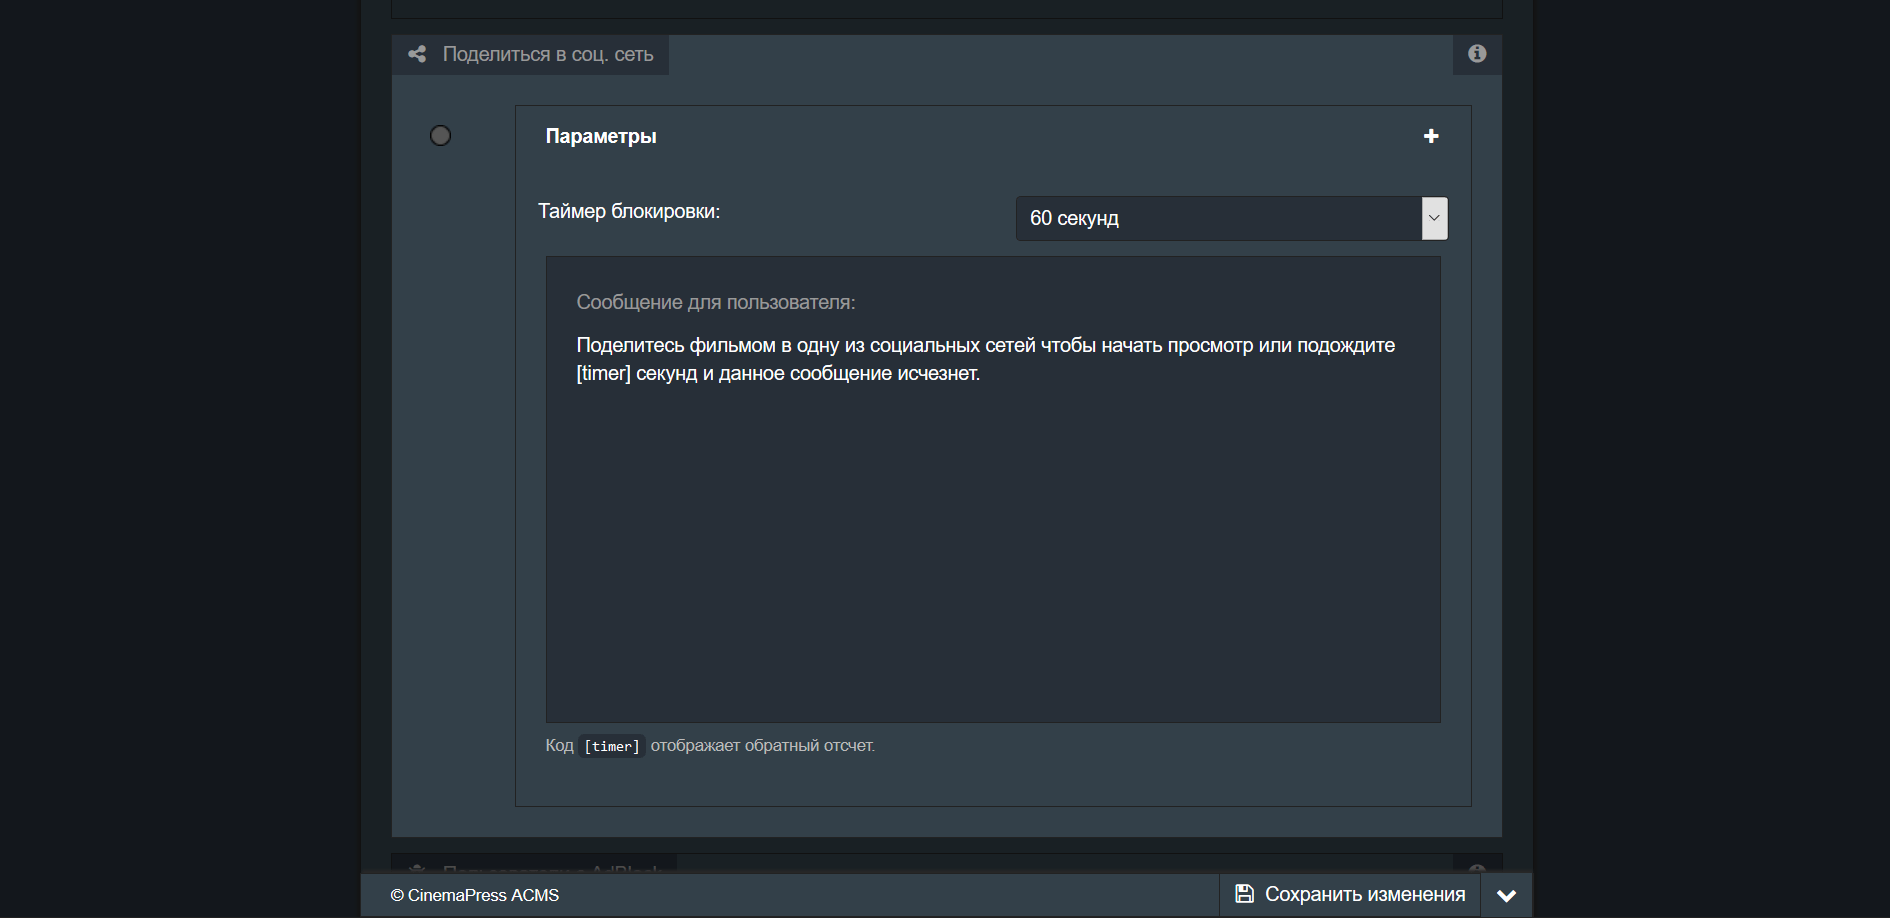 Поделиться в соц. сеть
Параметры
Таймер блокировки:
60 секунд
Сообщение для пользователя:
Поделитесь фильмом в одну из социальных сетей чтобы начать просмотр или подождите
[timer] секунд и данное сообщение исчезнет.
Код [timer] отображает обратный отсчет.
© CinemaPress ACMS
Сохранить изменения